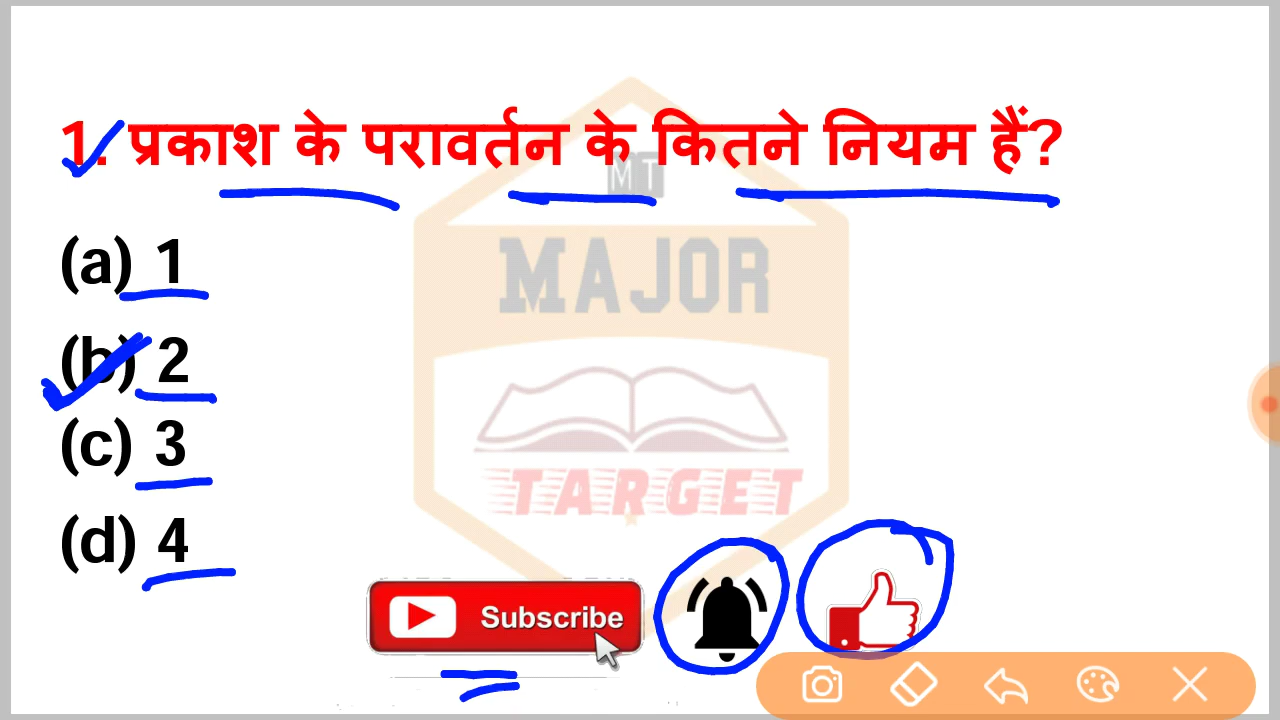 1. प्रकाश के परावर्तन के कितने नियम हैं?
MT
(a) 1
MAJOR
(b) 2
(c) 3
TARGET
(d) 4
Subscribe